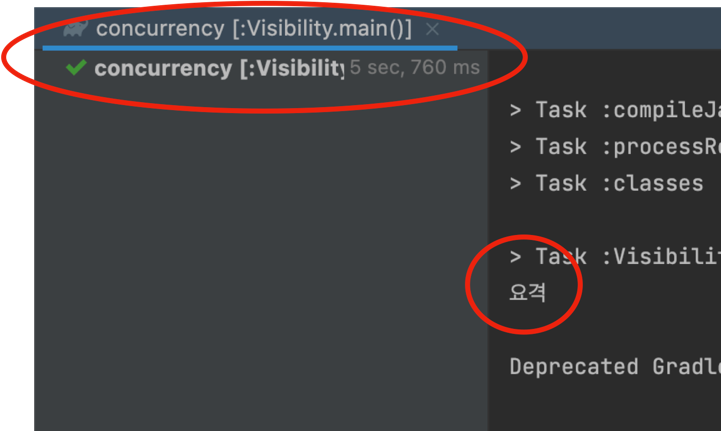 concurrency [:Visibility.main()] ×
concurrency [:Visibility 5 sec, 760 ms
> Task :compileJa
> Task :processRe
> Task :classes
> Task :Visibilit
요격
Deprecated Gradle